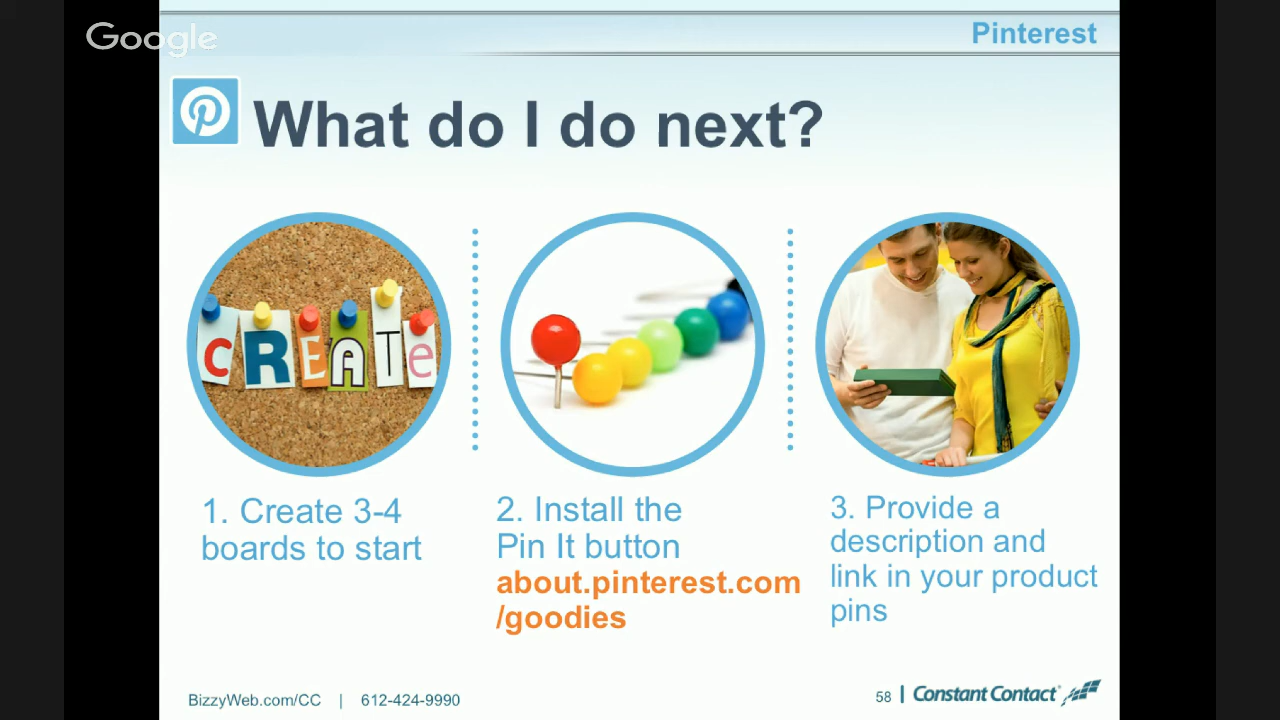 Google
Pinterest
What do I do next?
CREATe
1. Create 3-4
boards to start
2. Install the
Pin It button
about.pinterest.com
/goodies
3. Provide a
description and
link in your product
pins
BizzyWeb.com/CC | 612-424-9990
58 | Constant Contact®